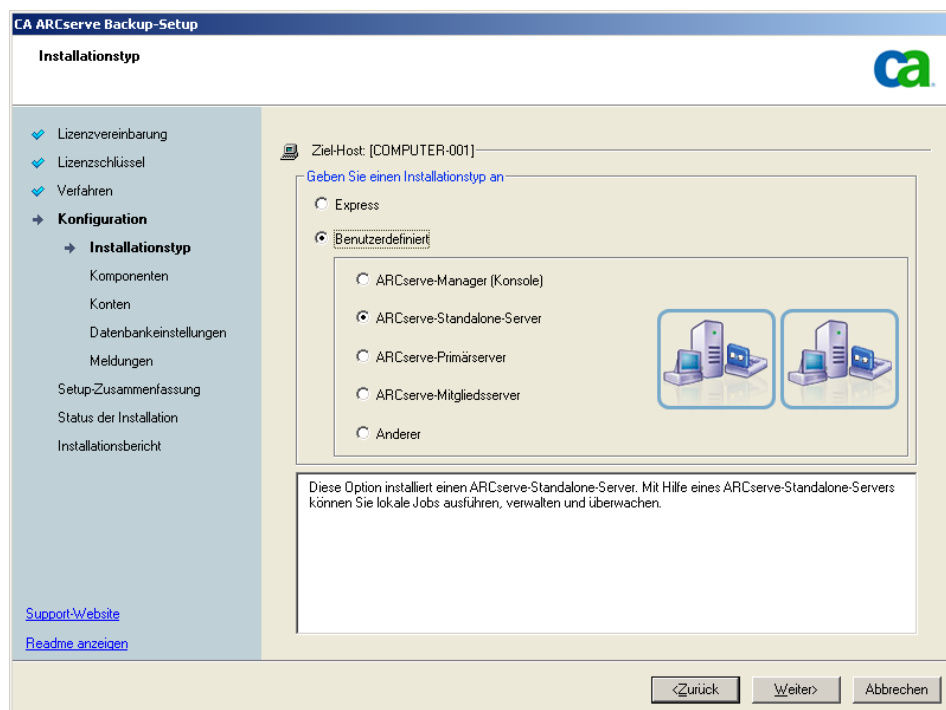 CA ARCserve Backup-Setup
Installationstyp
ca
Lizenzvereinbarung
Lizenzschlüssel
Verfahren
Konfiguration
Installationstyp
Komponenten
Konten
Datenbankeinstellungen
Meldungen
Setup-Zusammenfassung
Status der Installation
Installationsbericht
Support-Website
Readme anzeigen
Ziel-Host: [COMPUTER-001]
Geben Sie einen Installationstyp an
Express
Benutzerdefiniert
ARCserve-Manager (Konsole)
ARCserve-Standalone-Server
ARCserve-Primärserver
ARCserve-Mitgliedsserver
Anderer
Diese Option installiert einen ARCserve-Standalone-Server. Mit Hilfe eines ARCserve-Standalone-Servers
können Sie lokale Jobs ausführen, verwalten und überwachen.
<Zurück
Weiter>
Abbrechen